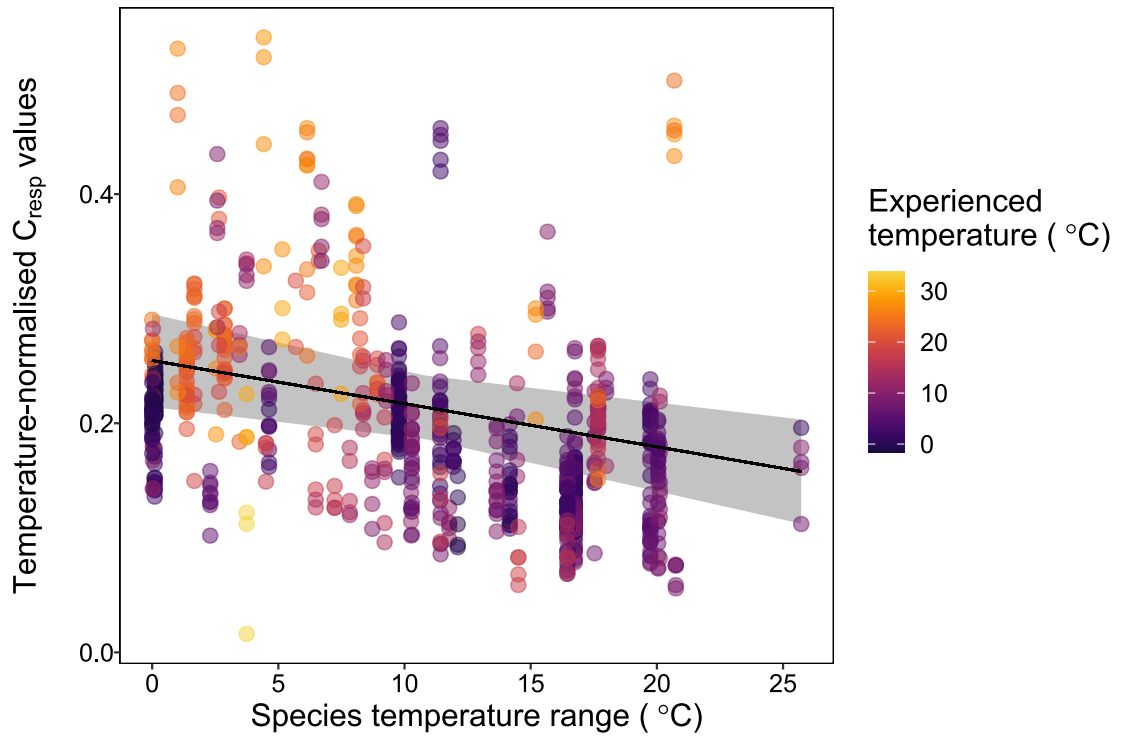 Temperature-normalised Cresp values
0.4
0.2
0.0
0 5 10 15 20 25
Species temperature range ( °C)
Experienced
temperature ( °C)
30
20
10
0